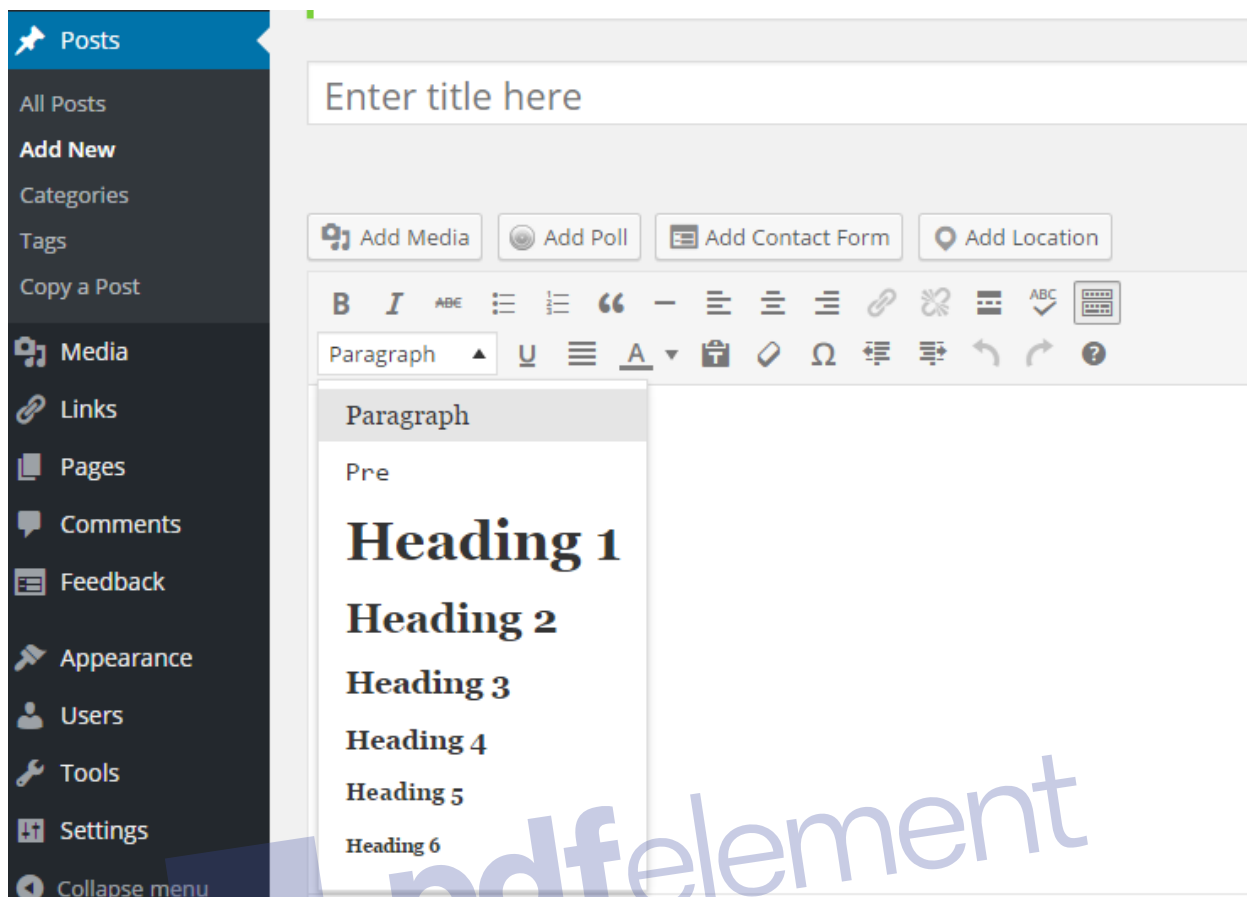 Posts
All Posts
Add New
Categories
Tags
Copy a Post
Media
Links
Pages
Comments
Feedback
Appearance
Users
Tools
Settings
Collapse menu
Enter title here
Add Media Add Poll Add Contact Form Add Location
B I ABE “ ABC
Paragraph U A Ω ?
Paragraph
Pre
Heading 1
Heading 2
Heading 3
Heading 4
Heading 5
Heading 6
pdfelement